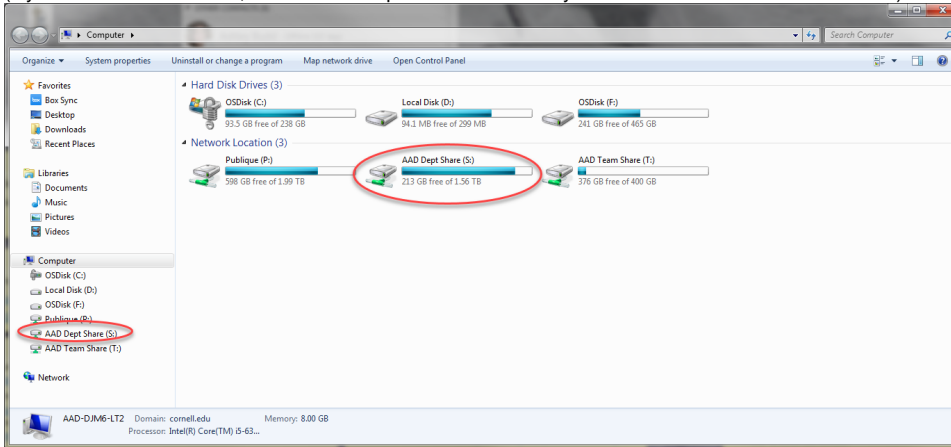 Computer
Search Computer
Organize
System properties
Uninstall or change a program
Map network drive
Open Control Panel
Favorites
Box Sync
Desktop
Downloads
Recent Places
Libraries
Documents
Music
Pictures
Videos
Computer
OSDisk (C:)
Local Disk (D:)
OSDisk (F:)
Publique (P:)
AAD Dept Share (S:)
AAD Team Share (T:)
Network
Hard Disk Drives (3)
OSDisk (C:)
93.5 GB free of 238 GB
Local Disk (D:)
94.1 MB free of 299 MB
OSDisk (F:)
241 GB free of 465 GB
Network Location (3)
Publique (P:)
598 GB free of 1.99 TB
AAD Dept Share (S:)
213 GB free of 1.56 TB
AAD Team Share (T:)
376 GB free of 400 GB
AAD-DJM6-LT2 Domain: cornell.edu Memory: 8.00 GB
Processor: Intel(R) Core(TM) i5-63...